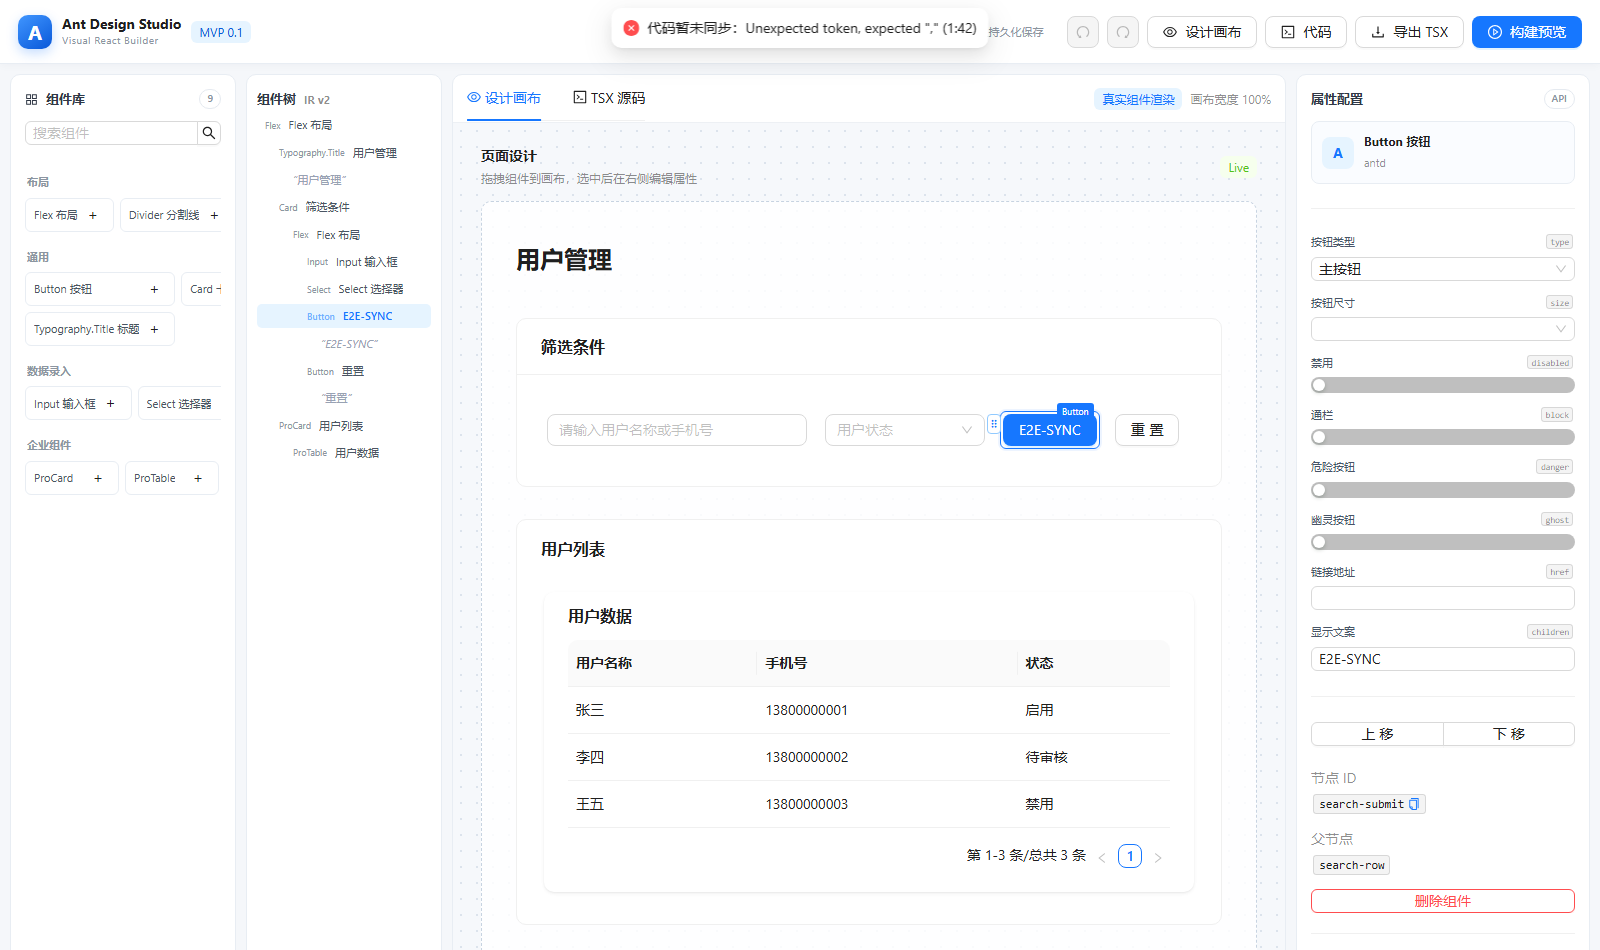 A
Ant Design Studio
Visual React Builder
MVP 0.1
代码暂未同步：Unexpected token, expected "," (1:42)
持久化保存
设计画布
代码
导出 TSX
构建预览
组件库
9
搜索组件
布局
Flex 布局 +
Divider 分割线 +
通用
Button 按钮 +
Card +
Typography.Title 标题 +
数据录入
Input 输入框 +
Select 选择器
企业组件
ProCard +
ProTable +
组件树 IR v2
Flex Flex 布局
Typography.Title 用户管理
"用户管理"
Card 筛选条件
Flex Flex 布局
Input Input 输入框
Select Select 选择器
Button E2E-SYNC
"E2E-SYNC"
Button 重置
"重置"
ProCard 用户列表
ProTable 用户数据
设计画布
TSX 源码
真实组件渲染
画布宽度 100%
页面设计
拖拽组件到画布，选中后在右侧编辑属性
Live
用户管理
筛选条件
请输入用户名称或手机号
用户状态
Button
E2E-SYNC
重 置
用户列表
用户数据
用户名称 手机号 状态
张三 13800000001 启用
李四 13800000002 待审核
王五 13800000003 禁用
第 1-3 条/总共 3 条 < 1 >
属性配置
API
A
Button 按钮
antd
按钮类型 type
主按钮
按钮尺寸 size
禁用 disabled
通栏 block
危险按钮 danger
幽灵按钮 ghost
链接地址 href
显示文案 children
E2E-SYNC
上 移
下 移
节点 ID
search-submit
父节点
search-row
删除组件